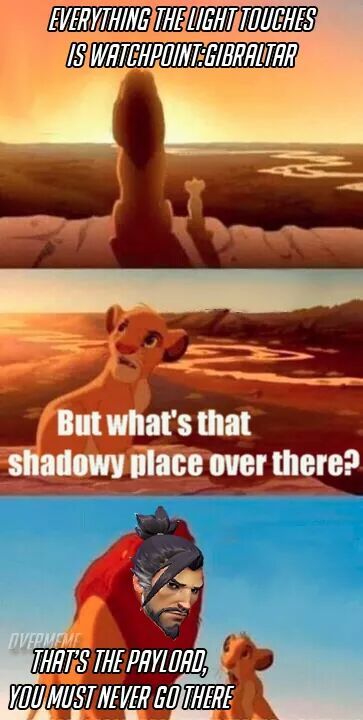 EVERYTHING THE LIGHT TOUCHES
IS WATCHPOINT:GIBRALTAR
But what's that
shadowy place over there?
OVERMEME
THAT'S THE PAYLOAD,
YOU MUST NEVER GO THERE